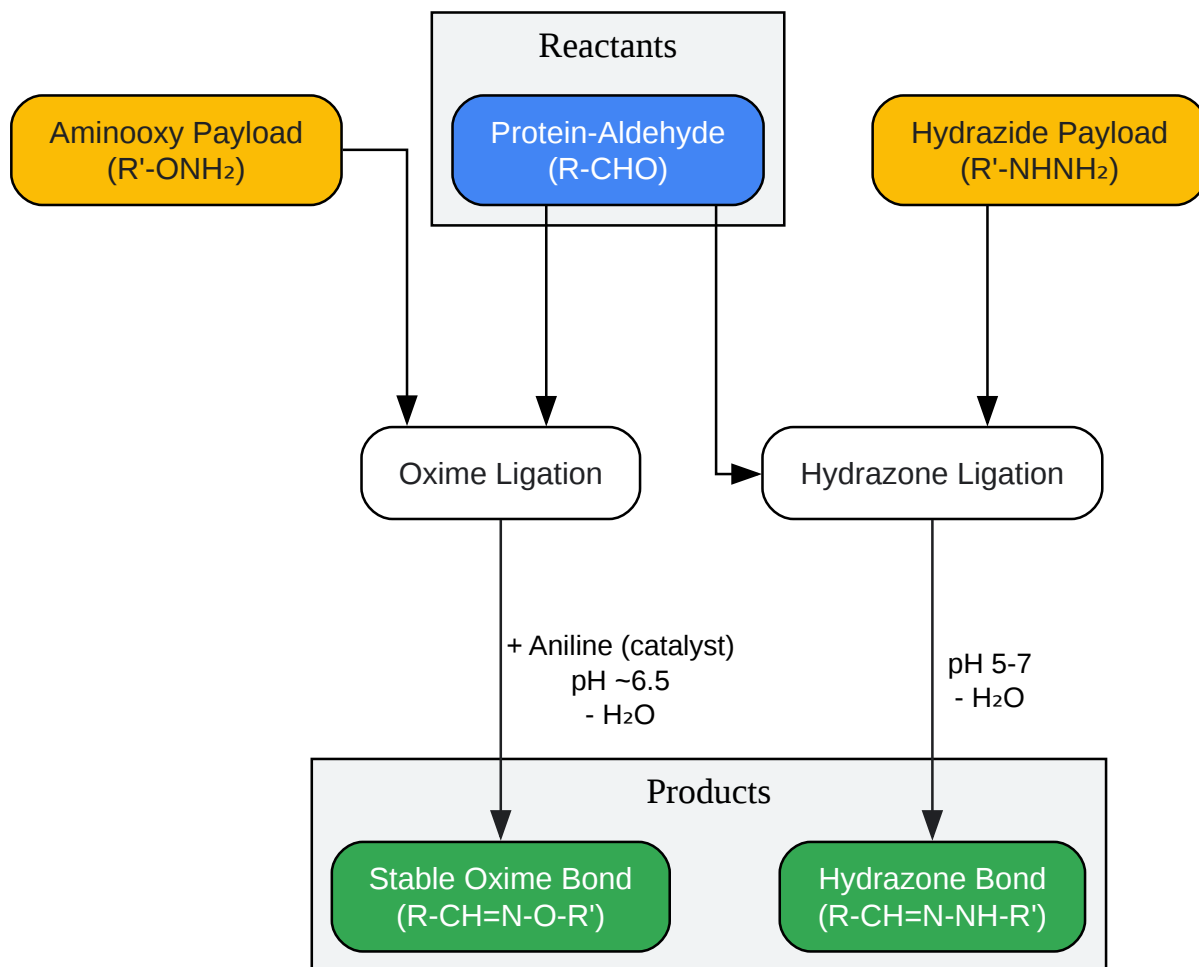 Reactants
Aminooxy Payload
(R'-ONH₂)
Protein-Aldehyde
(R-CHO)
Hydrazide Payload
(R'-NHNH₂)
Oxime Ligation
Hydrazone Ligation
+ Aniline (catalyst)
pH ~6.5
- H₂O
pH 5-7
- H₂O
Products
Stable Oxime Bond
(R-CH=N-O-R')
Hydrazone Bond
(R-CH=N-NH-R')